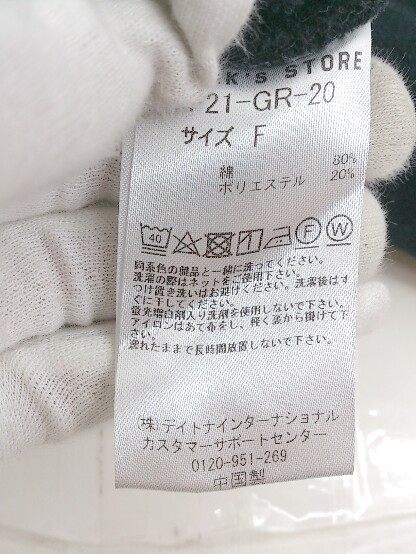 K's STORE
21-GR-20
サイズ F
綿 80%
ポリエステル 20%
40 F W
同系色の製品と一緒に洗ってください。
洗濯の際はネットをご使用下さい。
つけ置き洗いはお避けください。洗濯後はす
ぐに干してください。
蛍光増白剤入り洗剤を使用しないで下さい。
アイロンはあて布をし、軽く蒸から掛けて下
さい。
濡れたままで長時間放置しないで下さい。
(株)デイトナインターナショナル
カスタマーサポートセンター
0120-951-269
中国製